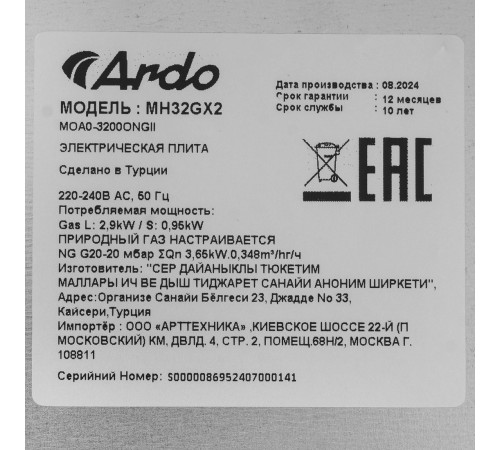 Ardo
Дата производства : 08.2024
Срок гарантии : 12 месяцев
Срок службы : 10 лет
МОДЕЛЬ : MH32GX2
MOA0-3200ONGII
ЭЛЕКТРИЧЕСКАЯ ПЛИТА
Сделано в Турции
EAC
220-240В AC, 50 Гц
Потребляемая мощность:
Gas L: 2,9kW / S: 0,95kW
ПРИРОДНЫЙ ГАЗ НАСТРАИВАЕТСЯ
NG G20-20 мбар ΣQn 3,65kW.0,348m³/hr/ч
Изготовитель: "СЕР ДАЙАНЫКЛЫ ТЮКЕТИМ
МАЛЛАРЫ ИЧ ВЕ ДЫШ ТИДЖАРЕТ САНАЙИ АНОНИМ ШИРКЕТИ",
Адрес:Организе Санайи Бёлгеси 23, Джадде No 33,
Кайсери,Турция
Импортёр : ООО «АРТТЕХНИКА» ,КИЕВСКОЕ ШОССЕ 22-Й (П
МОСКОВСКИЙ) КМ, ДВЛД. 4, СТР. 2, ПОМЕЩ.68Н/2, МОСКВА Г.
108811
Серийний Номер: S0000086952407000141